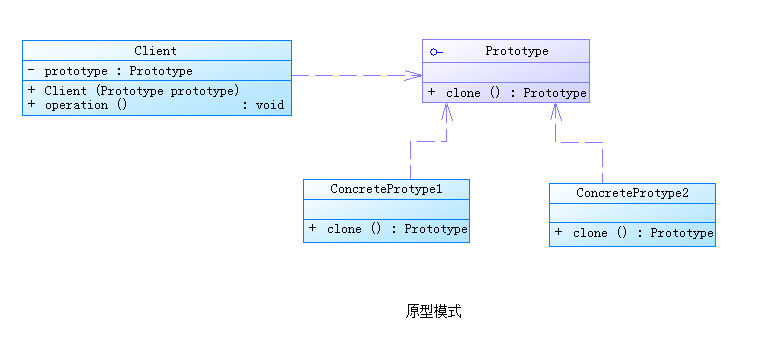 Client
- prototype : Prototype
+ Client (Prototype prototype)
+ operation () : void
Prototype
+ clone () : Prototype
ConcreteProtype1
+ clone () : Prototype
ConcreteProtype2
+ clone () : Prototype
原型模式